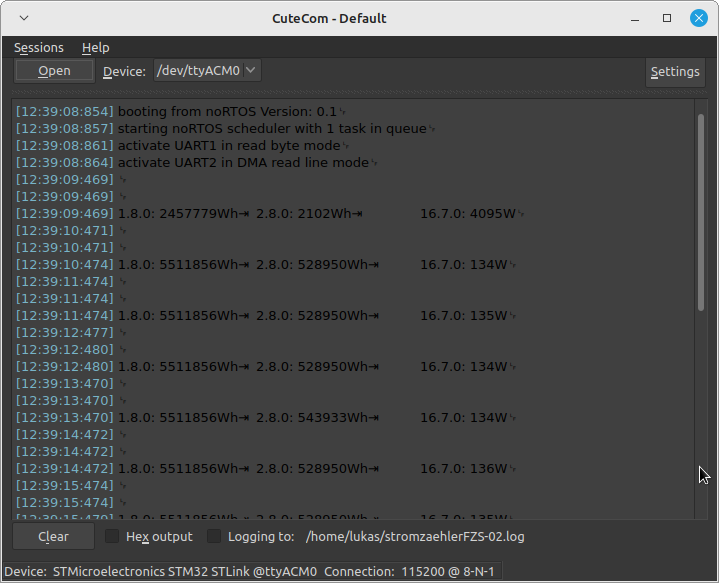 CuteCom - Default
Sessions Help
Open Device: /dev/ttyACM0 Settings
[12:39:08:854] booting from noRTOS Version: 0.1␊
[12:39:08:857] starting noRTOS scheduler with 1 task in queue␊
[12:39:08:861] activate UART1 in read byte mode␊
[12:39:08:864] activate UART2 in DMA read line mode␊
[12:39:09:469] ␊
[12:39:09:469] ␊
[12:39:09:469] 1.8.0: 2457779Wh⇥ 2.8.0: 2102Wh⇥ 16.7.0: 4095W␊
[12:39:10:471] ␊
[12:39:10:471] ␊
[12:39:10:474] 1.8.0: 5511856Wh⇥ 2.8.0: 528950Wh⇥ 16.7.0: 134W␊
[12:39:11:474] ␊
[12:39:11:474] ␊
[12:39:11:474] 1.8.0: 5511856Wh⇥ 2.8.0: 528950Wh⇥ 16.7.0: 135W␊
[12:39:12:477] ␊
[12:39:12:480] ␊
[12:39:12:480] 1.8.0: 5511856Wh⇥ 2.8.0: 528950Wh⇥ 16.7.0: 134W␊
[12:39:13:470] ␊
[12:39:13:470] ␊
[12:39:13:470] 1.8.0: 5511856Wh⇥ 2.8.0: 543933Wh⇥ 16.7.0: 134W␊
[12:39:14:472] ␊
[12:39:14:472] ␊
[12:39:14:472] 1.8.0: 5511856Wh⇥ 2.8.0: 528950Wh⇥ 16.7.0: 136W␊
[12:39:15:474] ␊
[12:39:15:474] ␊
Clear Hex output Logging to: /home/lukas/stromzaehlerFZS-02.log
Device: STMicroelectronics STM32 STLink @ttyACM0 Connection: 115200 @ 8-N-1